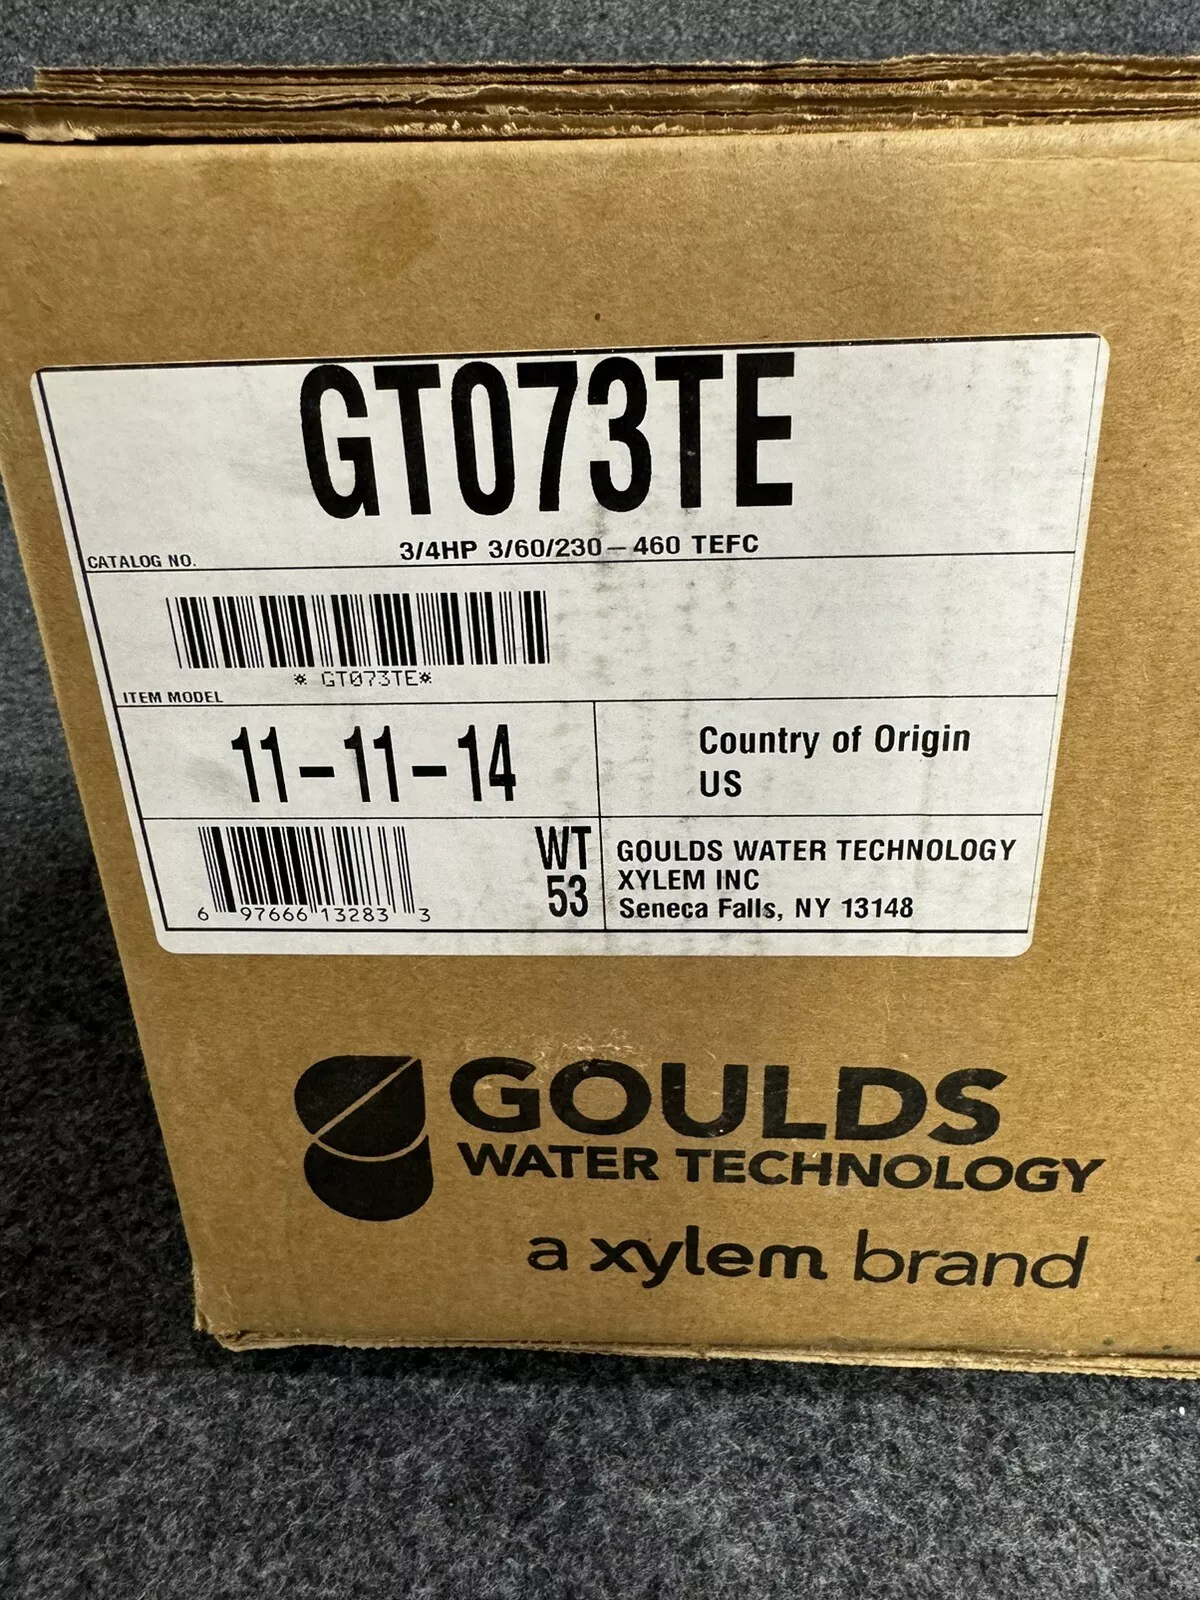 GT073TE
3/4HP 3/60/230-460 TEFC
CATALOG NO.
* GT073TE*
ITEM MODEL
11-11-14
Country of Origin
US
6 97666 13283 3
WT
53
GOULDS WATER TECHNOLOGY
XYLEM INC
Seneca Falls, NY 13148
GOULDS
WATER TECHNOLOGY
a xylem brand